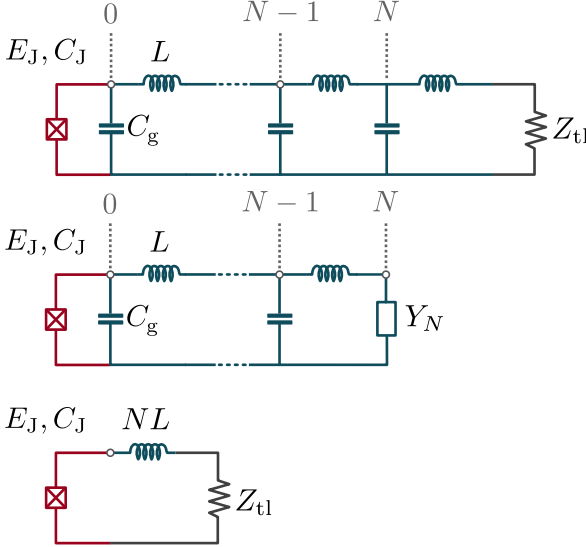 0 N − 1 N
E_J, C_J L
C_g Z_tl
0 N − 1 N
E_J, C_J L
C_g Y_N
E_J, C_J NL
Z_tl